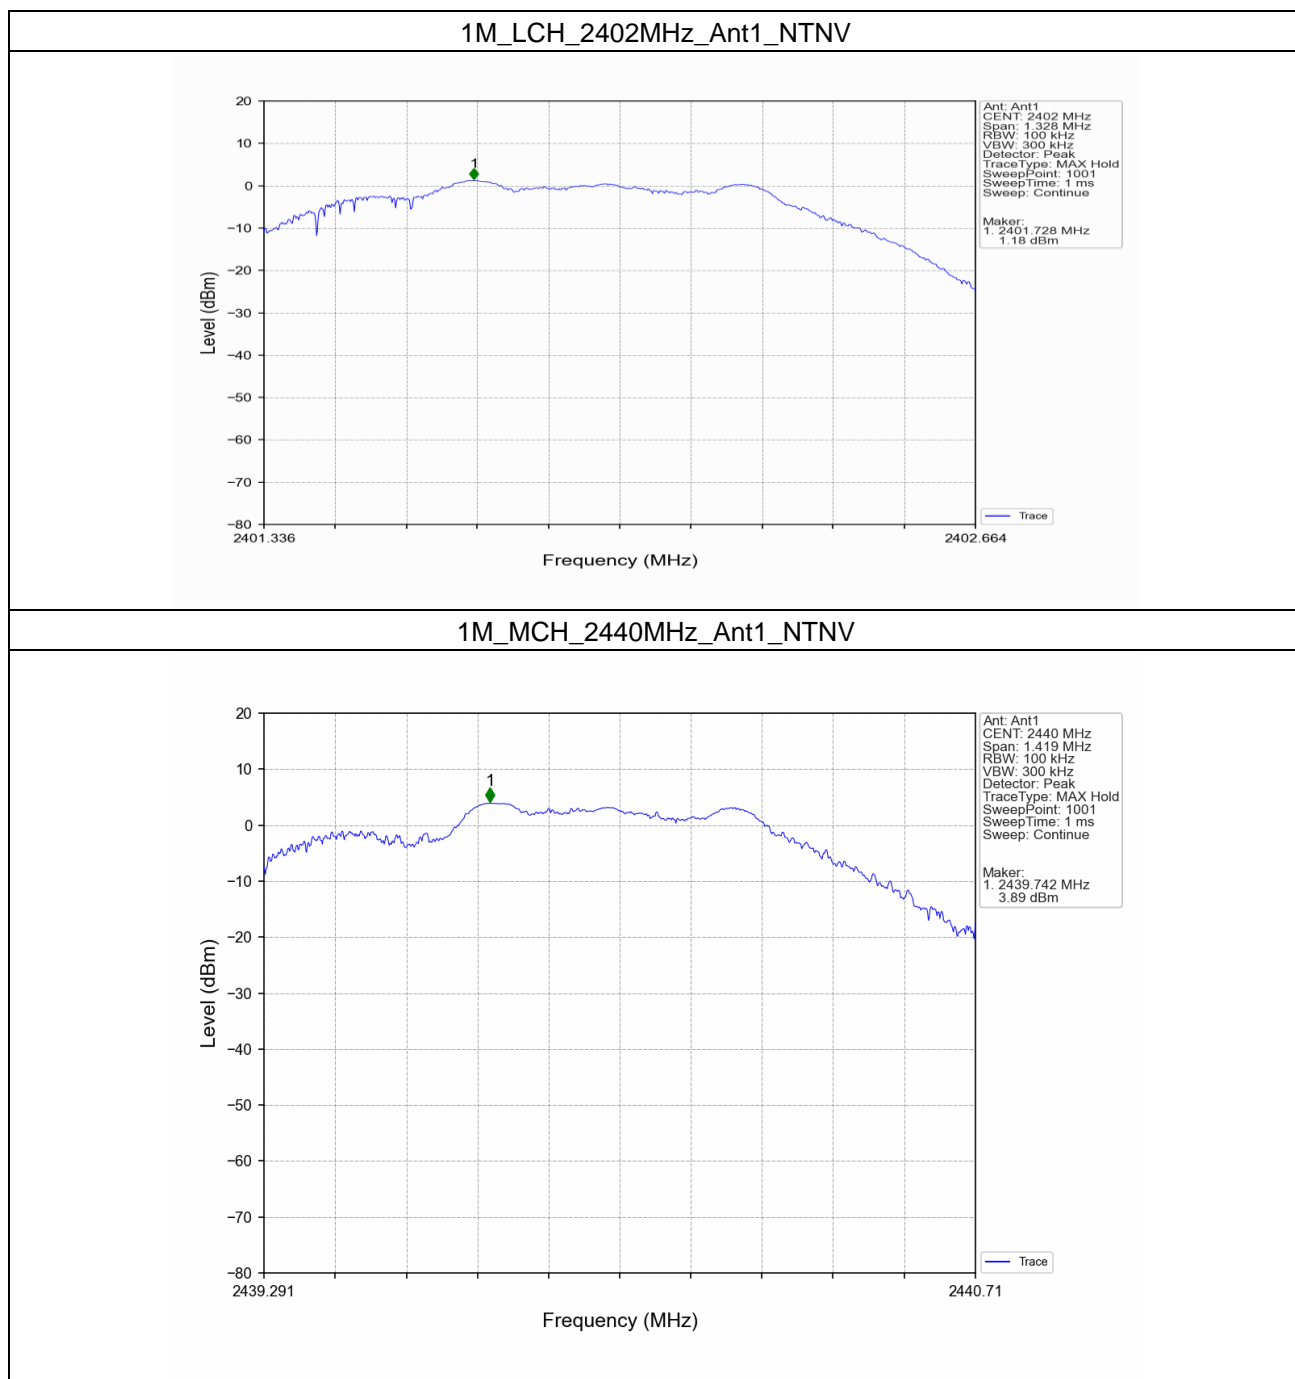 1M_LCH_2402MHz_Ant1_NTNV
20
10
0
−10
−20
−30
−40
−50
−60
−70
−80
Level (dBm)
1
2401.336
2402.664
Frequency (MHz)
Ant: Ant1
CENT: 2402 MHz
Span: 1.328 MHz
RBW: 100 kHz
VBW: 300 kHz
Detector: Peak
TraceType: MAX Hold
SweepPoint: 1001
SweepTime: 1 ms
Sweep: Continue
Maker:
1. 2401.728 MHz
1.18 dBm
Trace
1M_MCH_2440MHz_Ant1_NTNV
20
10
0
−10
−20
−30
−40
−50
−60
−70
−80
Level (dBm)
1
2439.291
2440.71
Frequency (MHz)
Ant: Ant1
CENT: 2440 MHz
Span: 1.419 MHz
RBW: 100 kHz
VBW: 300 kHz
Detector: Peak
TraceType: MAX Hold
SweepPoint: 1001
SweepTime: 1 ms
Sweep: Continue
Maker:
1. 2439.742 MHz
3.89 dBm
Trace